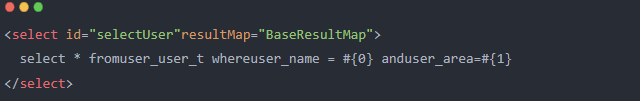 <select id="selectUser"resultMap="BaseResultMap">
select * fromuser_user_t whereuser_name = #{0} anduser_area=#{1}
</select>